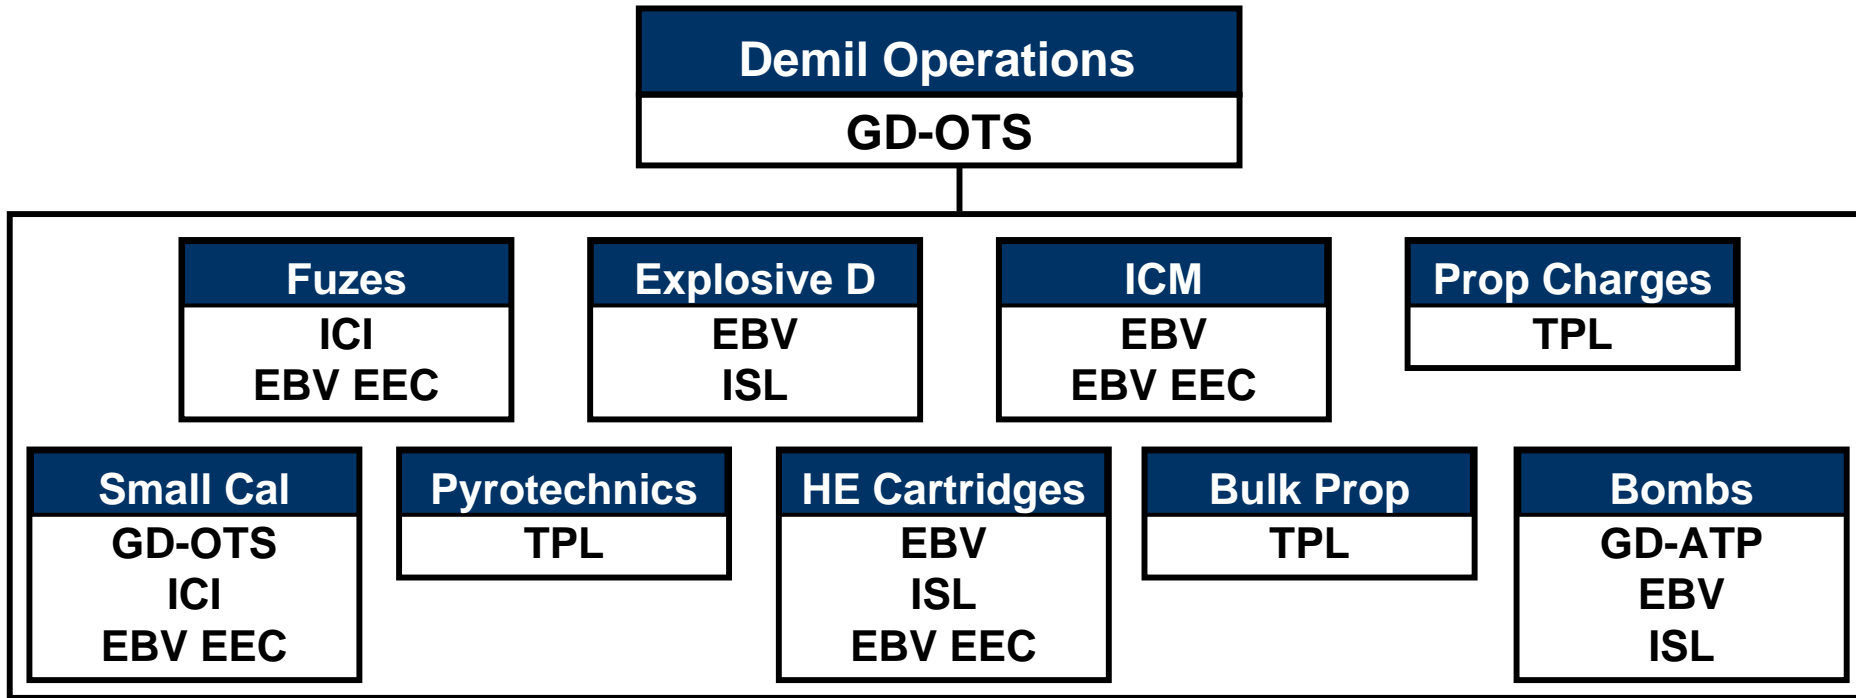 Demil Operations
GD-OTS
Fuzes
ICI
EBV EEC
Explosive D
EBV
ISL
ICM
EBV
EBV EEC
Prop Charges
TPL
Small Cal
GD-OTS
ICI
EBV EEC
Pyrotechnics
TPL
HE Cartridges
EBV
ISL
EBV EEC
Bulk Prop
TPL
Bombs
GD-ATP
EBV
ISL